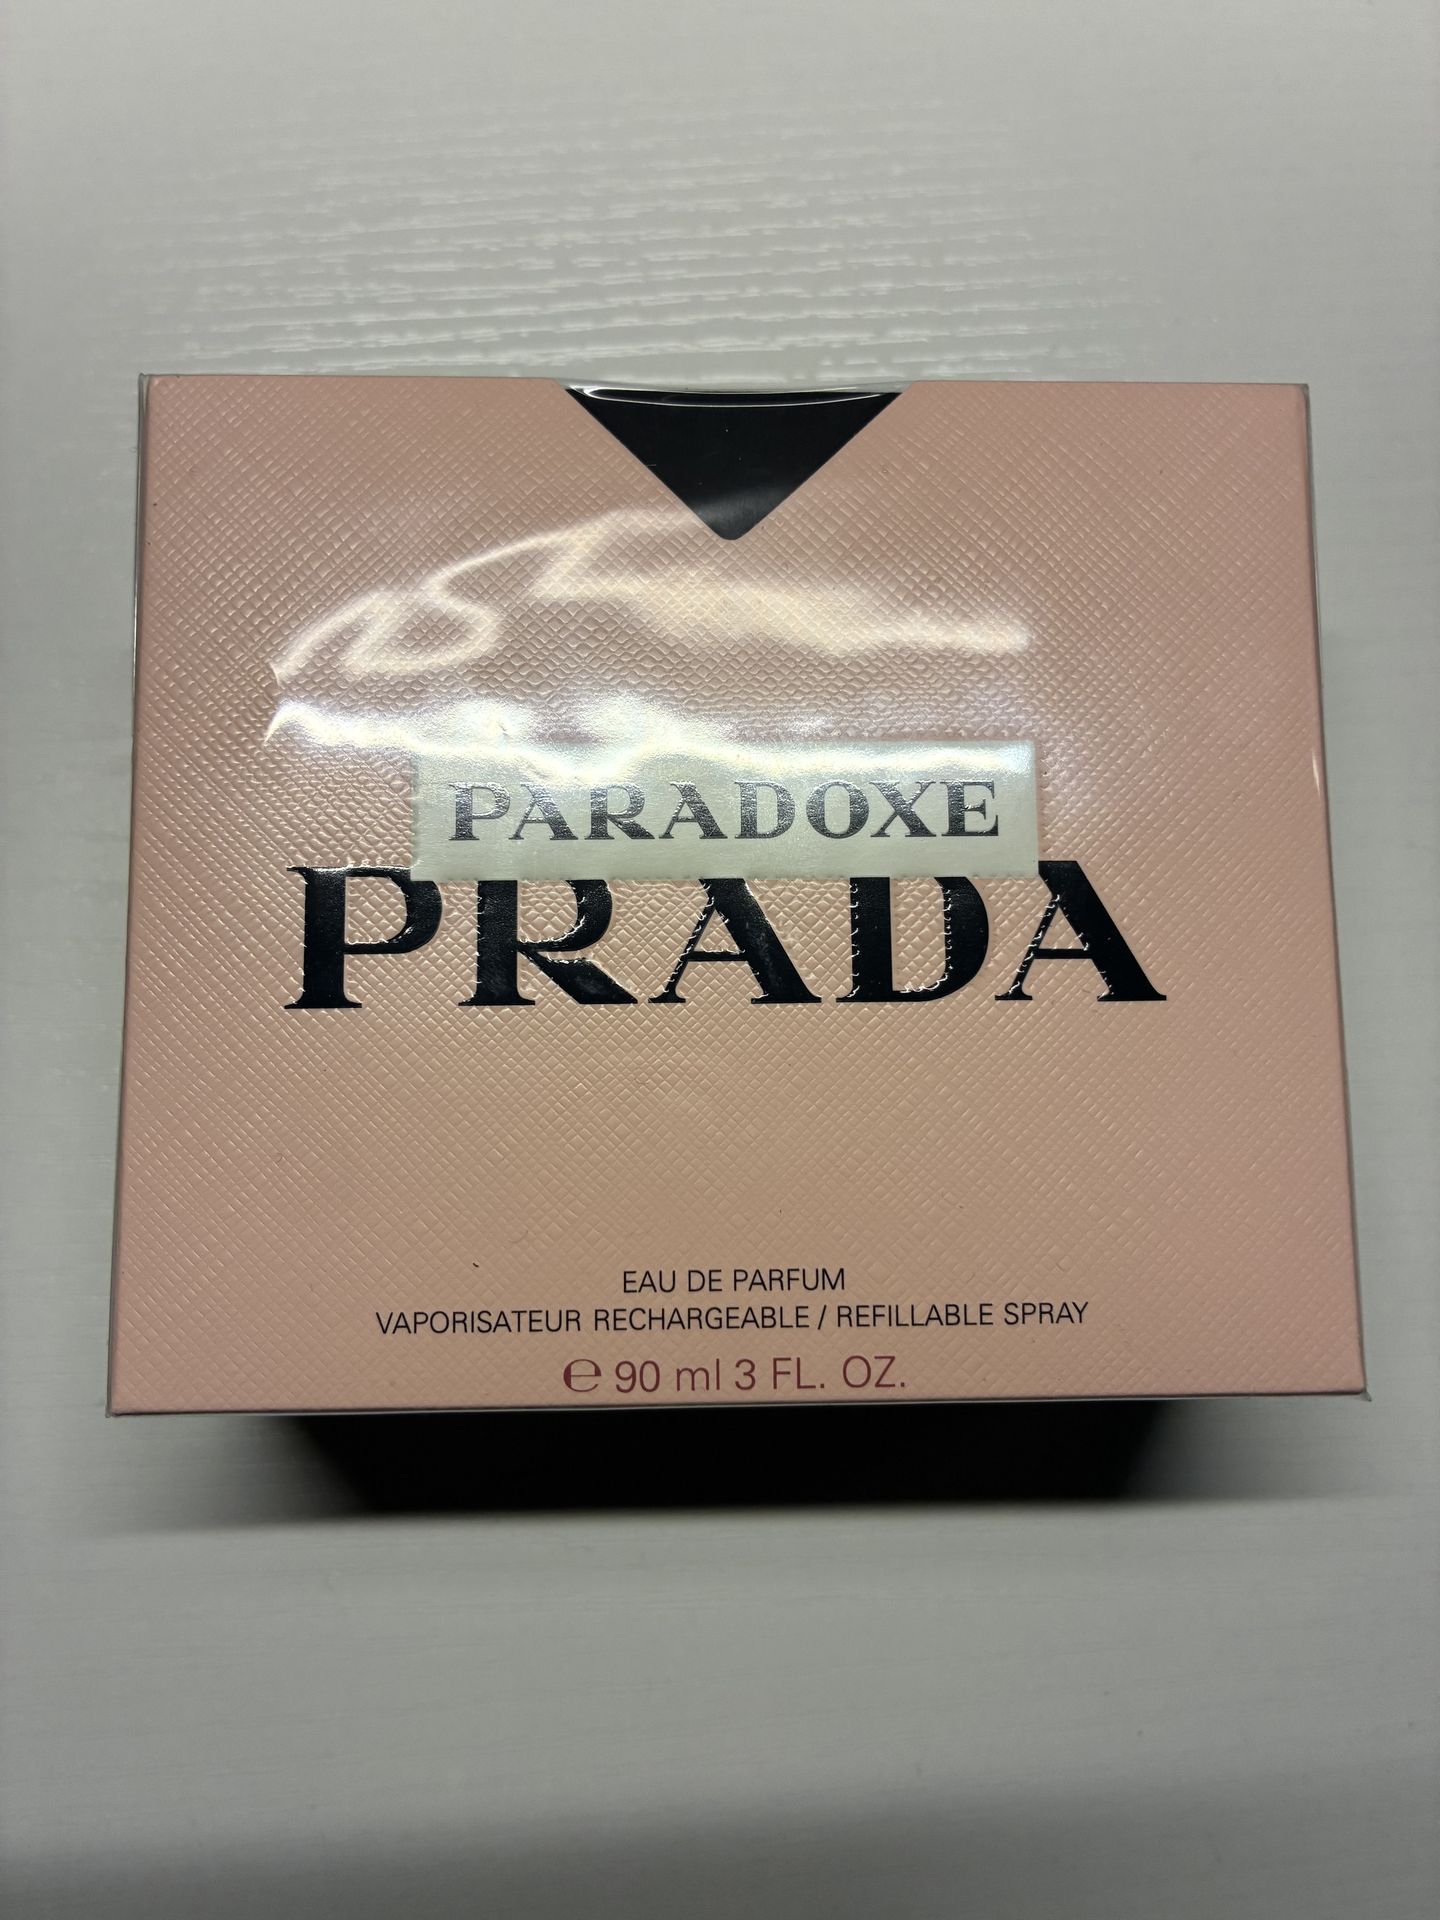 PARADOXE
PRADA
EAU DE PARFUM
VAPORISATEUR RECHARGEABLE / REFILLABLE SPRAY
℮ 90 ml 3 FL. OZ.